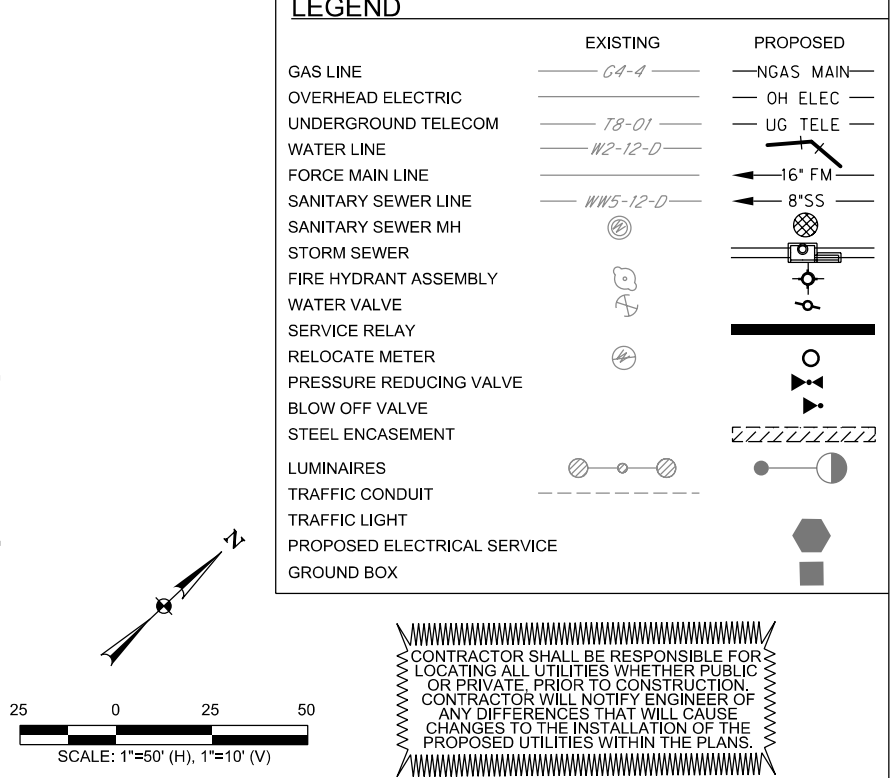 LEGEND
EXISTING PROPOSED
GAS LINE G4-4 NGAS MAIN
OVERHEAD ELECTRIC OH ELEC
UNDERGROUND TELECOM T8-01 UG TELE
WATER LINE W2-12-D
FORCE MAIN LINE 16" FM
SANITARY SEWER LINE WW5-12-D 8"SS
SANITARY SEWER MH W
STORM SEWER
FIRE HYDRANT ASSEMBLY
WATER VALVE
SERVICE RELAY
RELOCATE METER
PRESSURE REDUCING VALVE
BLOW OFF VALVE
STEEL ENCASEMENT
LUMINAIRES
TRAFFIC CONDUIT
TRAFFIC LIGHT
PROPOSED ELECTRICAL SERVICE
GROUND BOX
N
25 0 25 50
SCALE: 1"=50' (H), 1"=10' (V)
CONTRACTOR SHALL BE RESPONSIBLE FOR
LOCATING ALL UTILITIES WHETHER PUBLIC
OR PRIVATE, PRIOR TO CONSTRUCTION.
CONTRACTOR WILL NOTIFY ENGINEER OF
ANY DIFFERENCES THAT WILL CAUSE
CHANGES TO THE INSTALLATION OF THE
PROPOSED UTILITIES WITHIN THE PLANS.